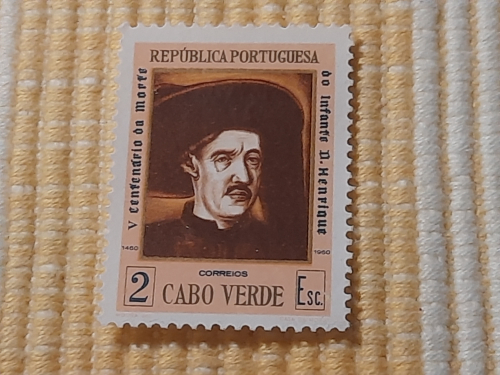 REPÚBLICA PORTUGUESA
V Centenário da morte
do Infante D. Henrique
1460 1960
CORREIOS
2 CABO VERDE ESC.